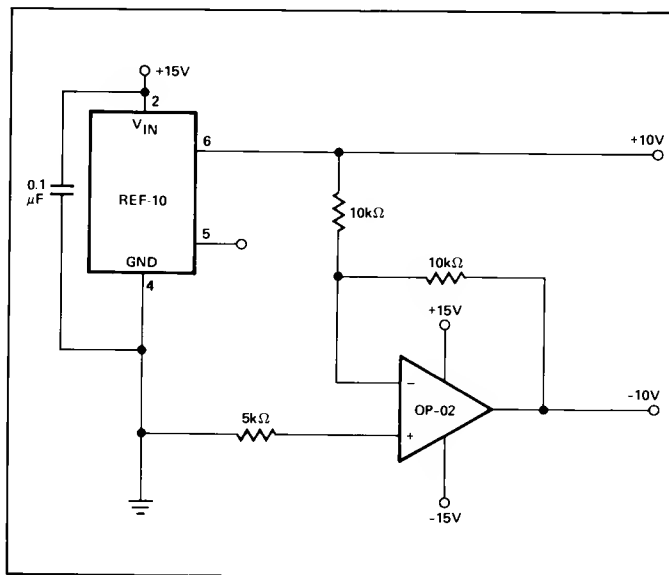 +15V
2
V_IN
6
+10V
0.1
μF
REF-10
10kΩ
5
10kΩ
GND
4
+15V
-
OP-02
-10V
5kΩ
+
-15V